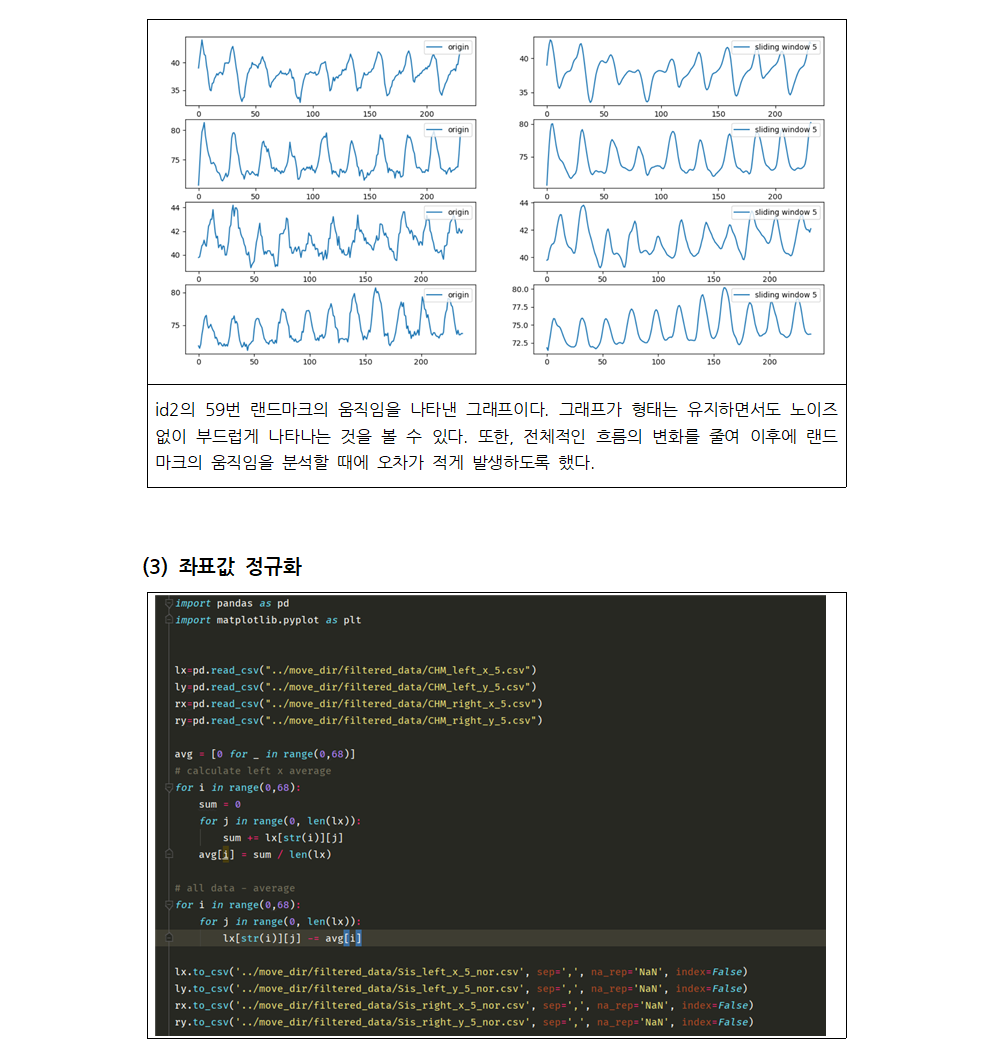 origin
sliding window 5
40
35
0 50 100 150 200
40
35
0 50 100 150 200
origin
sliding window 5
80
75
0 50 100 150 200
80
75
0 50 100 150 200
origin
sliding window 5
44
42
40
0 50 100 150 200
44
42
40
0 50 100 150 200
origin
sliding window 5
80
75
0 50 100 150 200
80.0
77.5
75.0
72.5
0 50 100 150 200
id2의 59번 랜드마크의 움직임을 나타낸 그래프이다. 그래프가 형태는 유지하면서도 노이즈
없이 부드럽게 나타나는 것을 볼 수 있다. 또한, 전체적인 흐름의 변화를 줄여 이후에 랜드
마크의 움직임을 분석할 때에 오차가 적게 발생하도록 했다.
(3) 좌표값 정규화
import pandas as pd
import matplotlib.pyplot as plt
lx=pd.read_csv("../move_dir/filtered_data/CHM_left_x_5.csv")
ly=pd.read_csv("../move_dir/filtered_data/CHM_left_y_5.csv")
rx=pd.read_csv("../move_dir/filtered_data/CHM_right_x_5.csv")
ry=pd.read_csv("../move_dir/filtered_data/CHM_right_y_5.csv")
avg = [0 for _ in range(0,68)]
# calculate left x average
for i in range(0,68):
    sum = 0
    for j in range(0, len(lx)):
        sum += lx[str(i)][j]
    avg[i] = sum / len(lx)
# all data - average
for i in range(0,68):
    for j in range(0, len(lx)):
        lx[str(i)][j] -= avg[i]
lx.to_csv('../move_dir/filtered_data/Sis_left_x_5_nor.csv', sep=',', na_rep='NaN', index=False)
ly.to_csv('../move_dir/filtered_data/Sis_left_y_5_nor.csv', sep=',', na_rep='NaN', index=False)
rx.to_csv('../move_dir/filtered_data/Sis_right_x_5_nor.csv', sep=',', na_rep='NaN', index=False)
ry.to_csv('../move_dir/filtered_data/Sis_right_y_5_nor.csv', sep=',', na_rep='NaN', index=False)